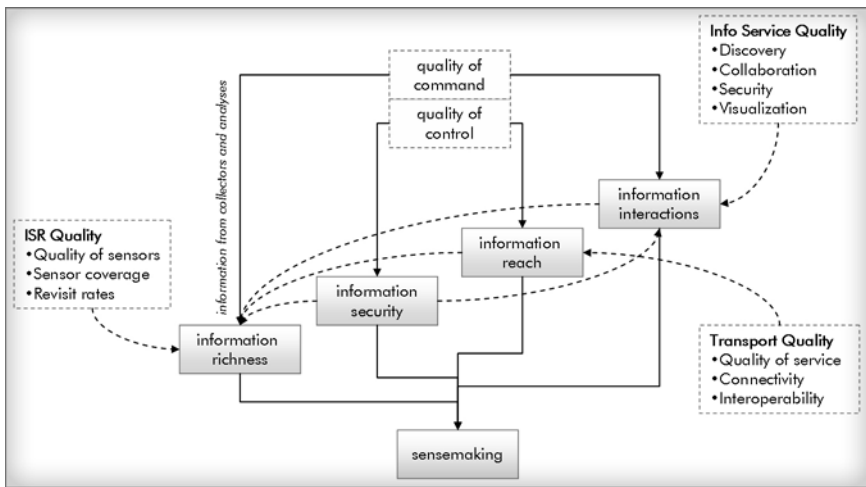 Info Service Quality
•Discovery
•Collaboration
•Security
•Visualization
quality of
command
quality of
control
information from collectors and analyses
information
interactions
ISR Quality
•Quality of sensors
•Sensor coverage
•Revisit rates
information
reach
information
security
information
richness
Transport Quality
•Quality of service
•Connectivity
•Interoperability
sensemaking